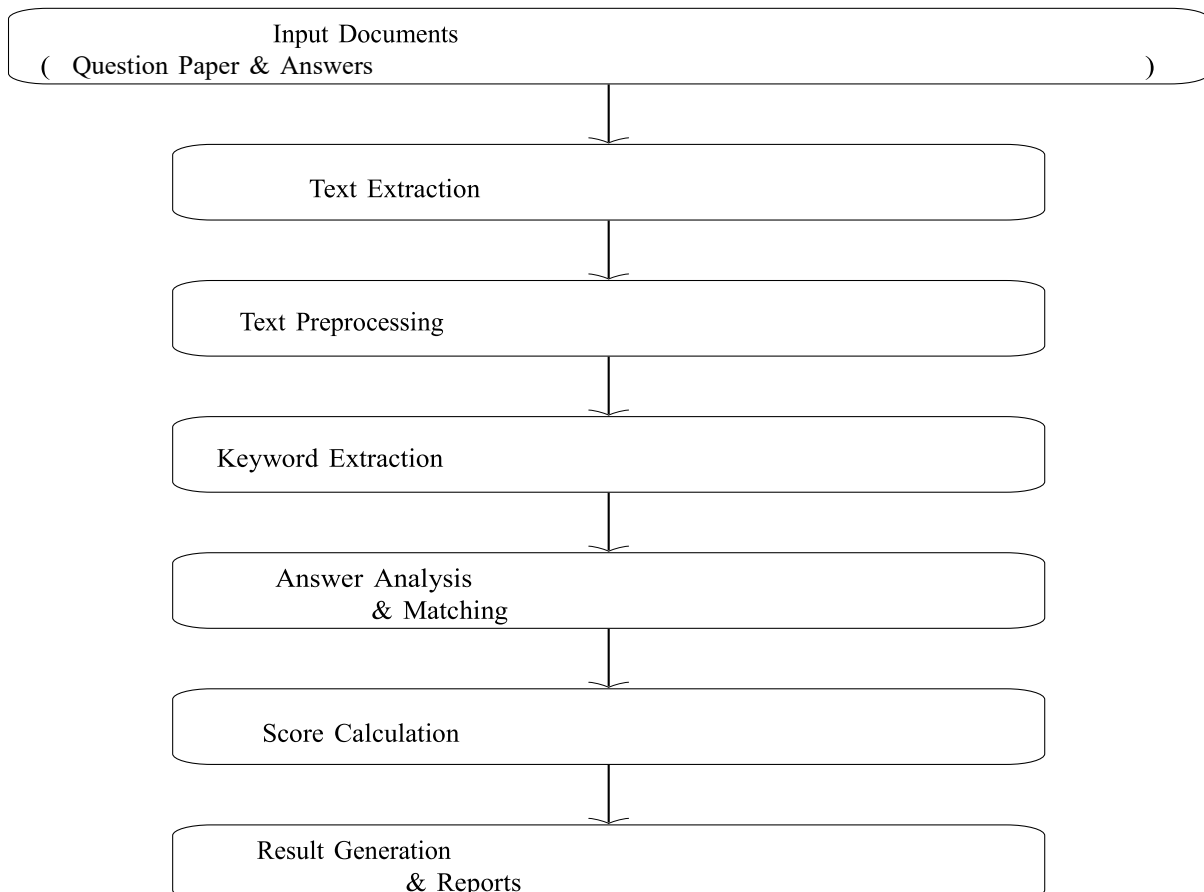 Input Documents
( Question Paper & Answers )
Text Extraction
Text Preprocessing
Keyword Extraction
Answer Analysis
& Matching
Score Calculation
Result Generation
& Reports